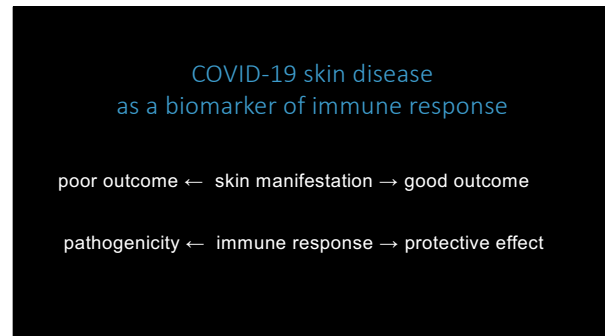 COVID-19 skin disease
as a biomarker of immune response
poor outcome ← skin manifestation → good outcome
pathogenicity ← immune response → protective effect